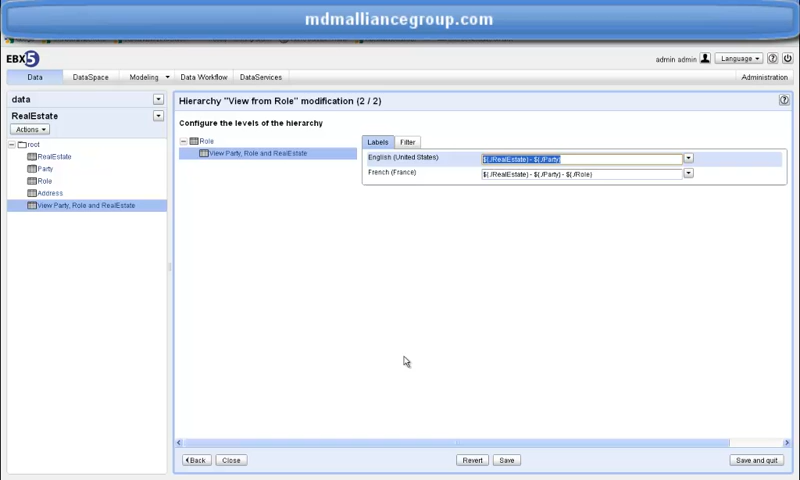 mdmalliancegroup.com
EBX5
admin admin
Language
Data
DataSpace
Modeling
Data Workflow
DataServices
Administration
data
RealEstate
Actions
root
RealEstate
Party
Role
Address
View Party, Role and RealEstate
Hierarchy "View from Role" modification (2 / 2)
Configure the levels of the hierarchy
Role
View Party, Role and RealEstate
Labels
Filter
English (United States)
${./RealEstate} - ${./Party}
French (France)
${./RealEstate} - ${./Party} - ${./Role}
Back
Close
Revert
Save
Save and quit